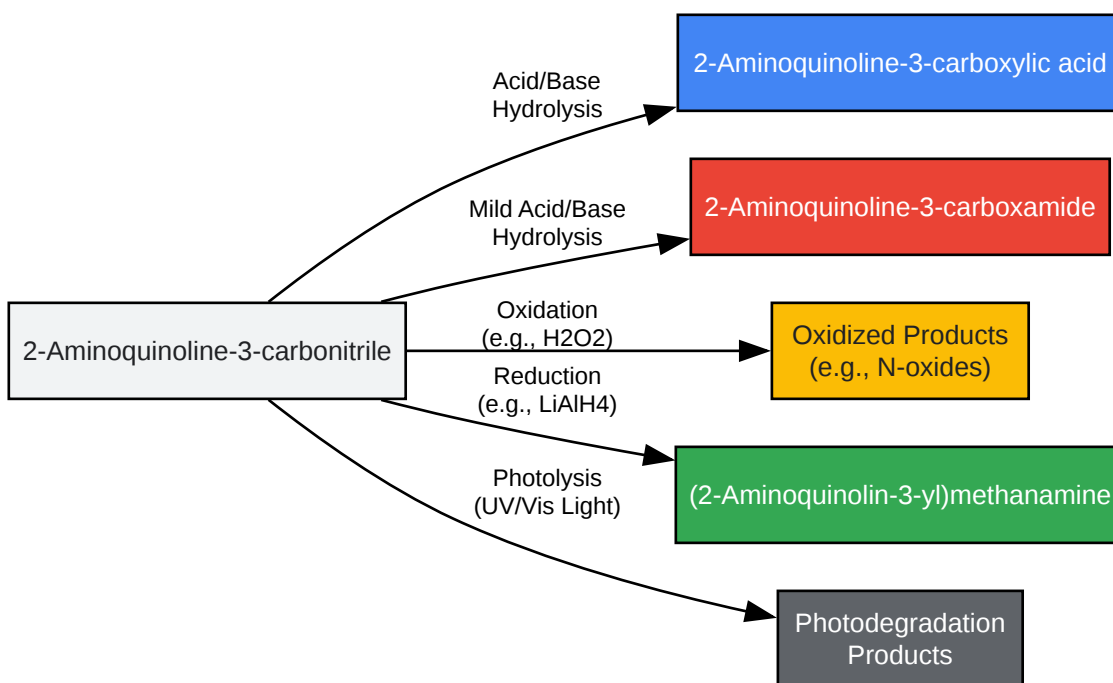 2-Aminoquinoline-3-carboxylic acid
Acid/Base
Hydrolysis
2-Aminoquinoline-3-carboxamide
Mild Acid/Base
Hydrolysis
2-Aminoquinoline-3-carbonitrile
Oxidation
(e.g., H2O2)
Oxidized Products
(e.g., N-oxides)
Reduction
(e.g., LiAlH4)
(2-Aminoquinolin-3-yl)methanamine
Photolysis
(UV/Vis Light)
Photodegradation
Products